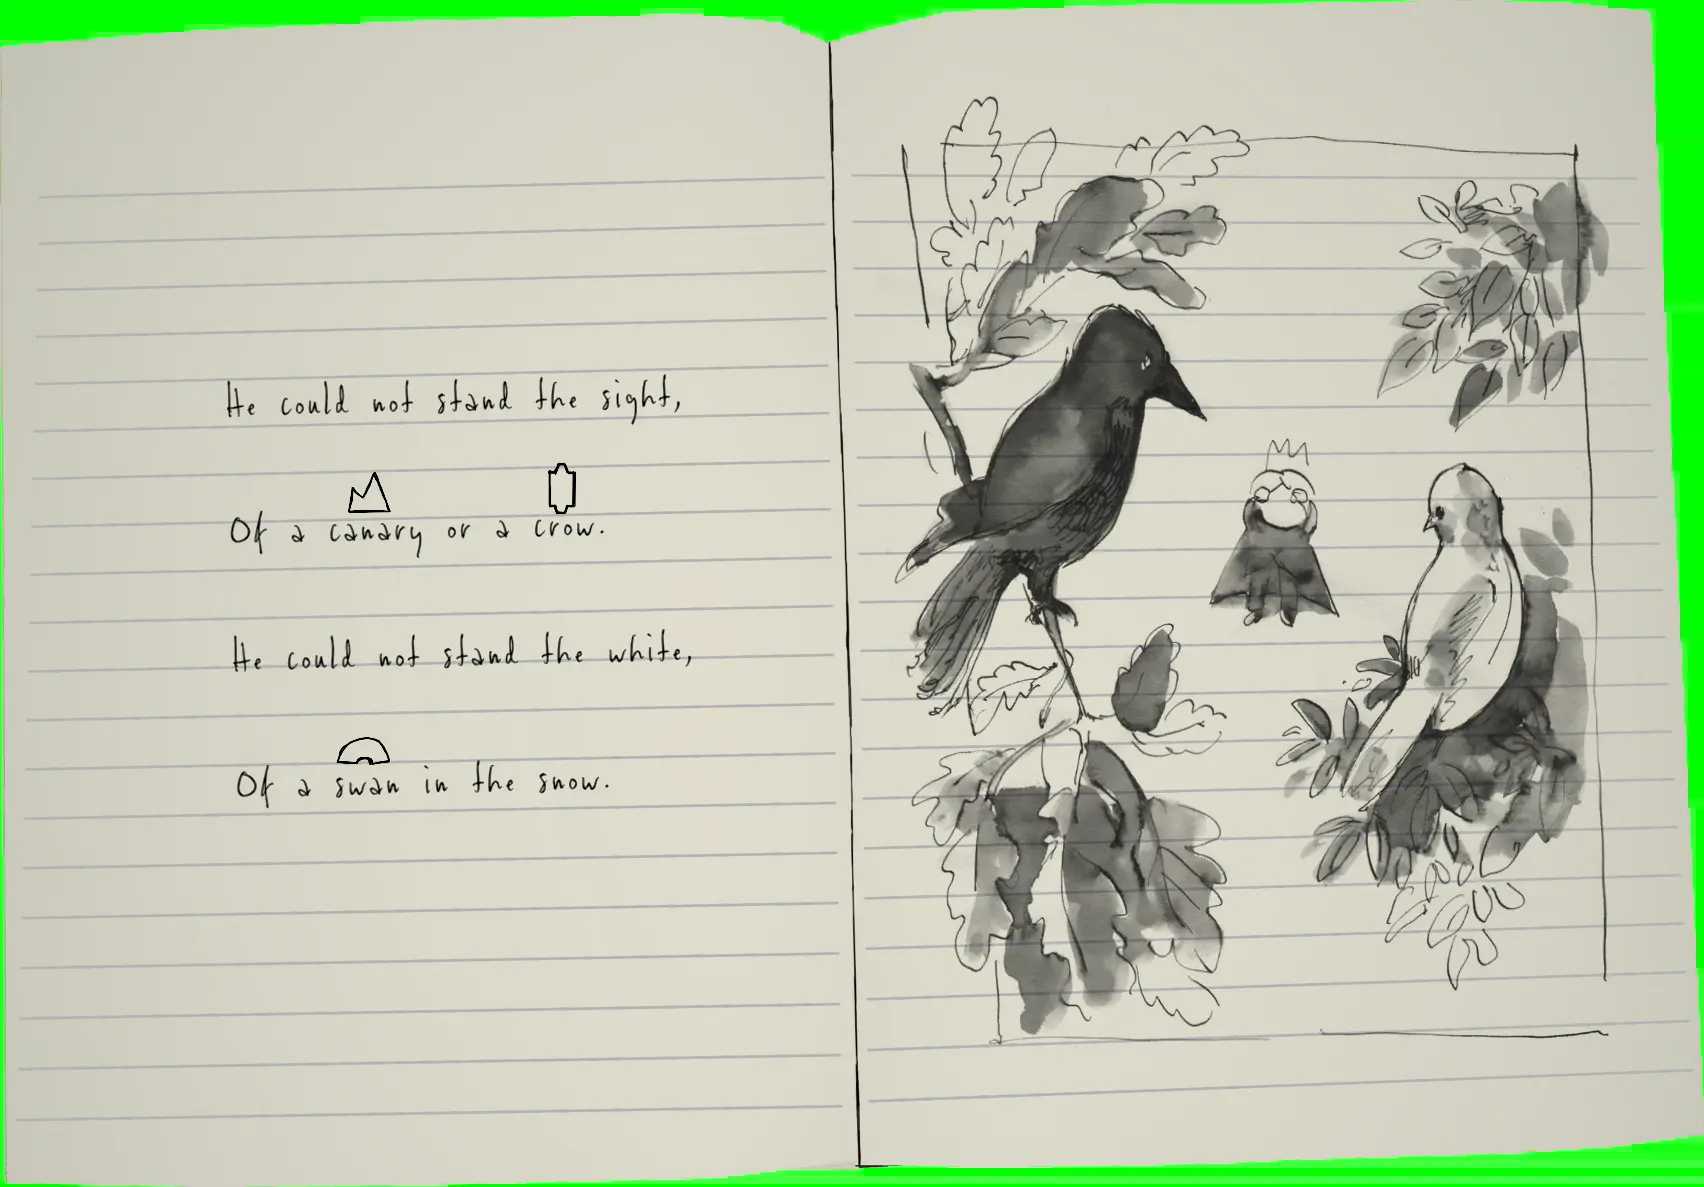 He could not stand the sight,
Of a canary or a crow.
He could not stand the white,
Of a swan in the snow.